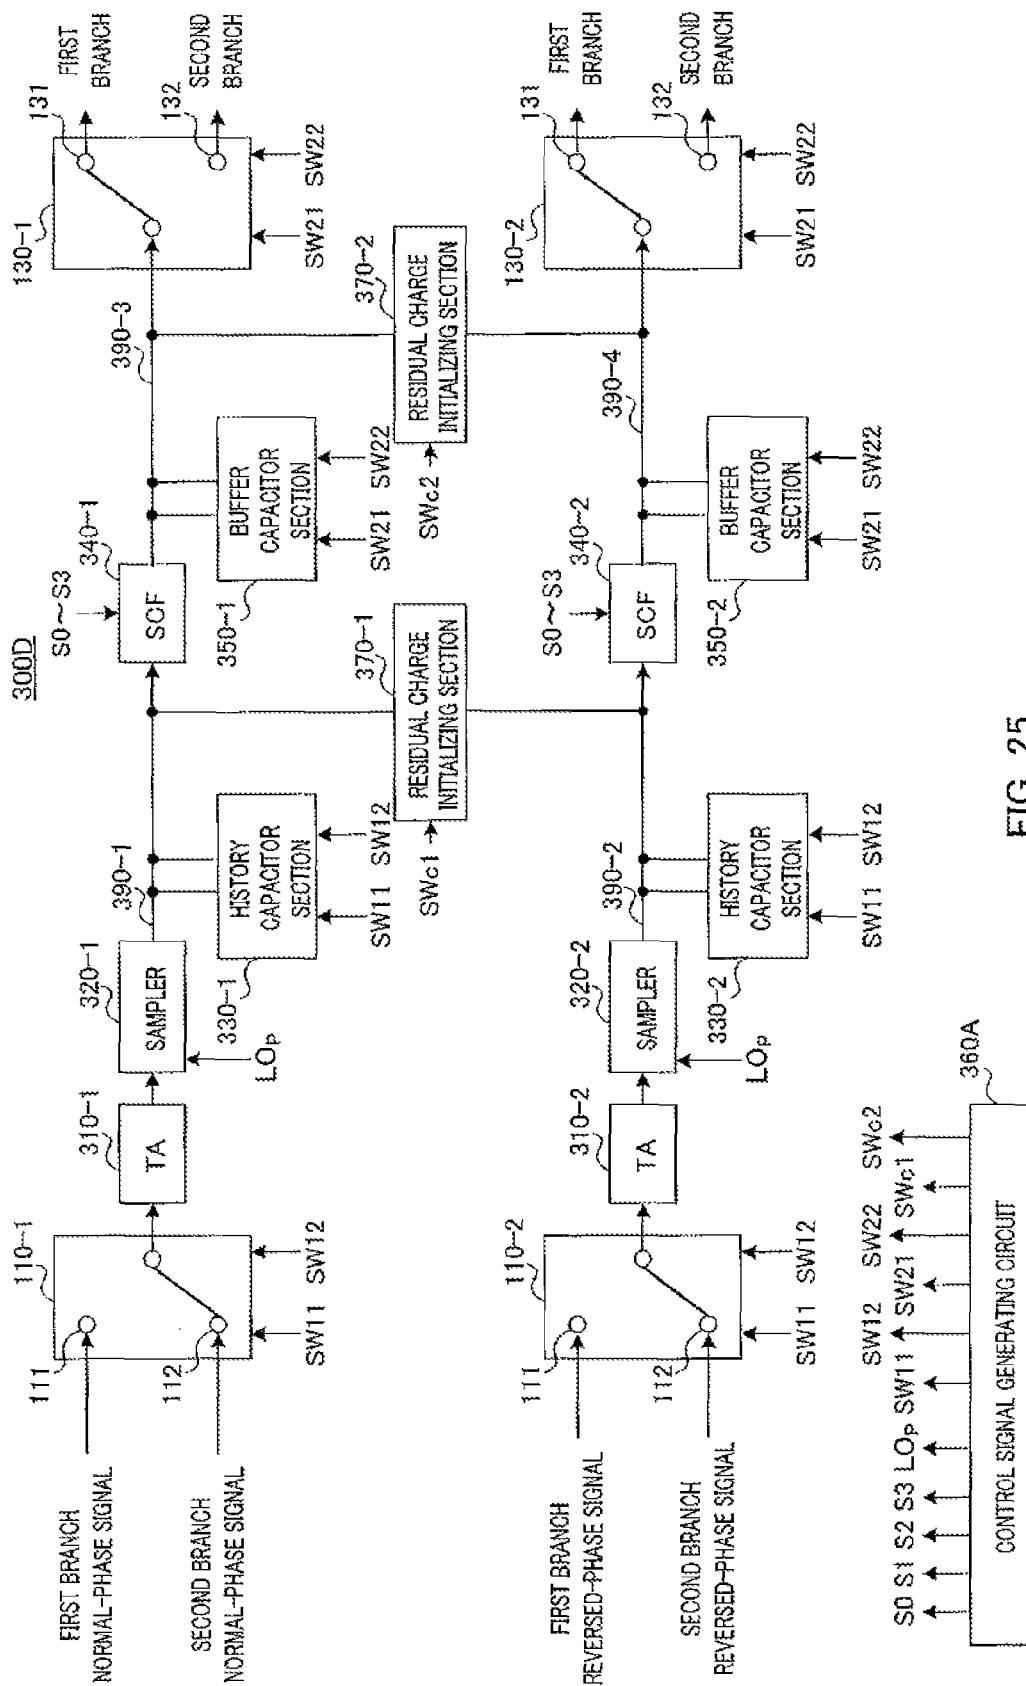 300D
FIRST BRANCH
NORMAL-PHASE SIGNAL
SECOND BRANCH
NORMAL-PHASE SIGNAL
111
112
110-1
SW11
SW12
310-1
TA
320-1
SAMPLER
LOp
390-1
330-1
HISTORY
CAPACITOR
SECTION
SW11
SW12
S0～S3
340-1
SCF
350-1
BUFFER
CAPACITOR
SECTION
SW21
SW22
390-3
130-1
131
132
FIRST
BRANCH
SECOND
BRANCH
SW21
SW22
370-1
RESIDUAL CHARGE
INITIALIZING SECTION
SWc1
370-2
RESIDUAL CHARGE
INITIALIZING SECTION
SWc2
FIRST BRANCH
REVERSED-PHASE SIGNAL
SECOND BRANCH
REVERSED-PHASE SIGNAL
111
112
110-2
SW11
SW12
310-2
TA
320-2
SAMPLER
LOp
390-2
330-2
HISTORY
CAPACITOR
SECTION
SW11
SW12
S0～S3
340-2
SCF
350-2
BUFFER
CAPACITOR
SECTION
SW21
SW22
390-4
130-2
131
132
FIRST
BRANCH
SECOND
BRANCH
SW21
SW22
S0 S1 S2 S3 LOp SW11 SW12 SW21 SW22 SWc1 SWc2
360A
CONTROL SIGNAL GENERATING CIRCUIT
FIG. 25